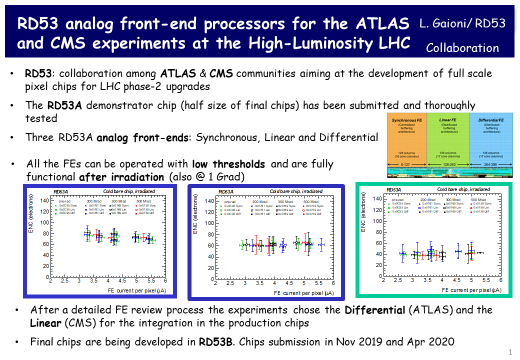 RD53 analog front-end processors for the ATLAS
and CMS experiments at the High-Luminosity LHC
L. Gaioni/ RD53
Collaboration
• RD53: collaboration among ATLAS & CMS communities aiming at the development of full scale
pixel chips for LHC phase-2 upgrades
• The RD53A demonstrator chip (half size of final chips) has been submitted and thoroughly
tested
• Three RD53A analog front-ends: Synchronous, Linear and Differential
Synchronous FE
Linear FE
Differential FE
• All the FEs can be operated with low thresholds and are fully
functional after irradiation (also @ 1 Grad)
RD53A
Cold bare chip, irradiated
ENC (electrons)
140
120
100
80
60
40
20
0
2 2.5 3 3.5 4 4.5 5 5.5 6
FE current per pixel (μA)
RD53A
Cold bare chip, irradiated
ENC (electrons)
140
120
100
80
60
40
20
0
2 2.5 3 3.5 4 4.5 5 5.5 6
FE current per pixel (μA)
RD53A
Cold bare chip, irradiated
ENC (electrons)
140
120
100
80
60
40
20
0
2 2.5 3 3.5 4 4.5 5 5.5 6
FE current per pixel (μA)
• After a detailed FE review process the experiments chose the Differential (ATLAS) and the
Linear (CMS) for the integration in the production chips
• Final chips are being developed in RD53B. Chips submission in Nov 2019 and Apr 2020
1